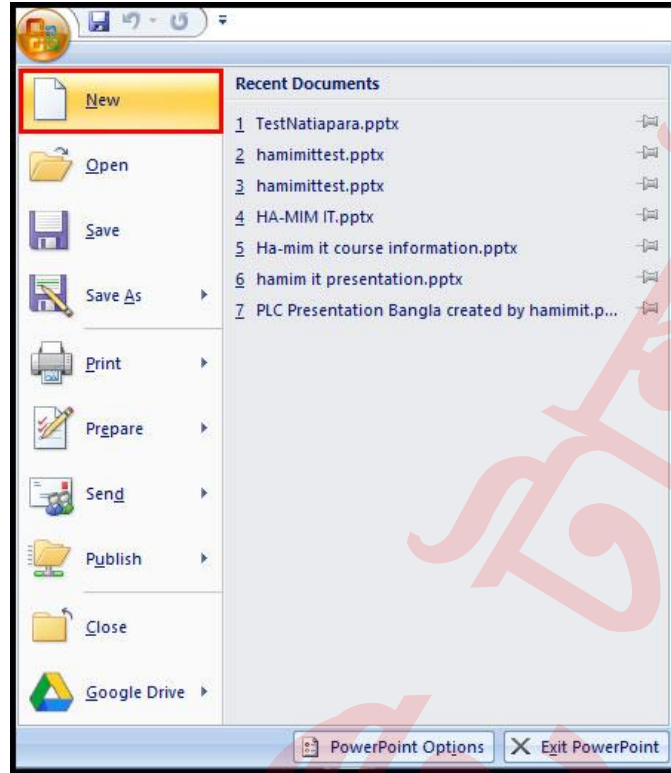 New
Open
Save
Save As
Print
Prepare
Send
Publish
Close
Google Drive
Recent Documents
1 TestNatiapara.pptx
2 hamimittest.pptx
3 hamimittest.pptx
4 HA-MIM IT.pptx
5 Ha-mim it course information.pptx
6 hamim it presentation.pptx
7 PLC Presentation Bangla created by hamimit.p...
PowerPoint Options
Exit PowerPoint